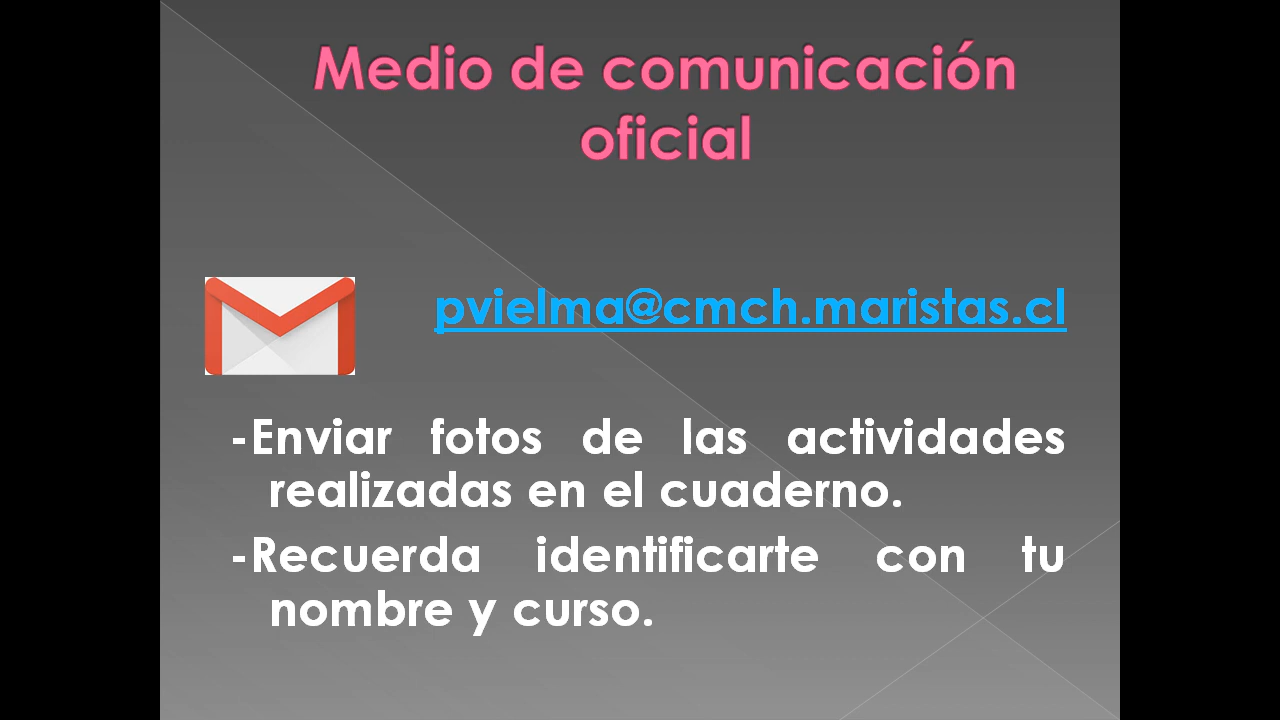 Medio de comunicación
oficial
pvielma@cmch.maristas.cl
-Enviar fotos de las actividades
realizadas en el cuaderno.
-Recuerda identificarte con tu
nombre y curso.